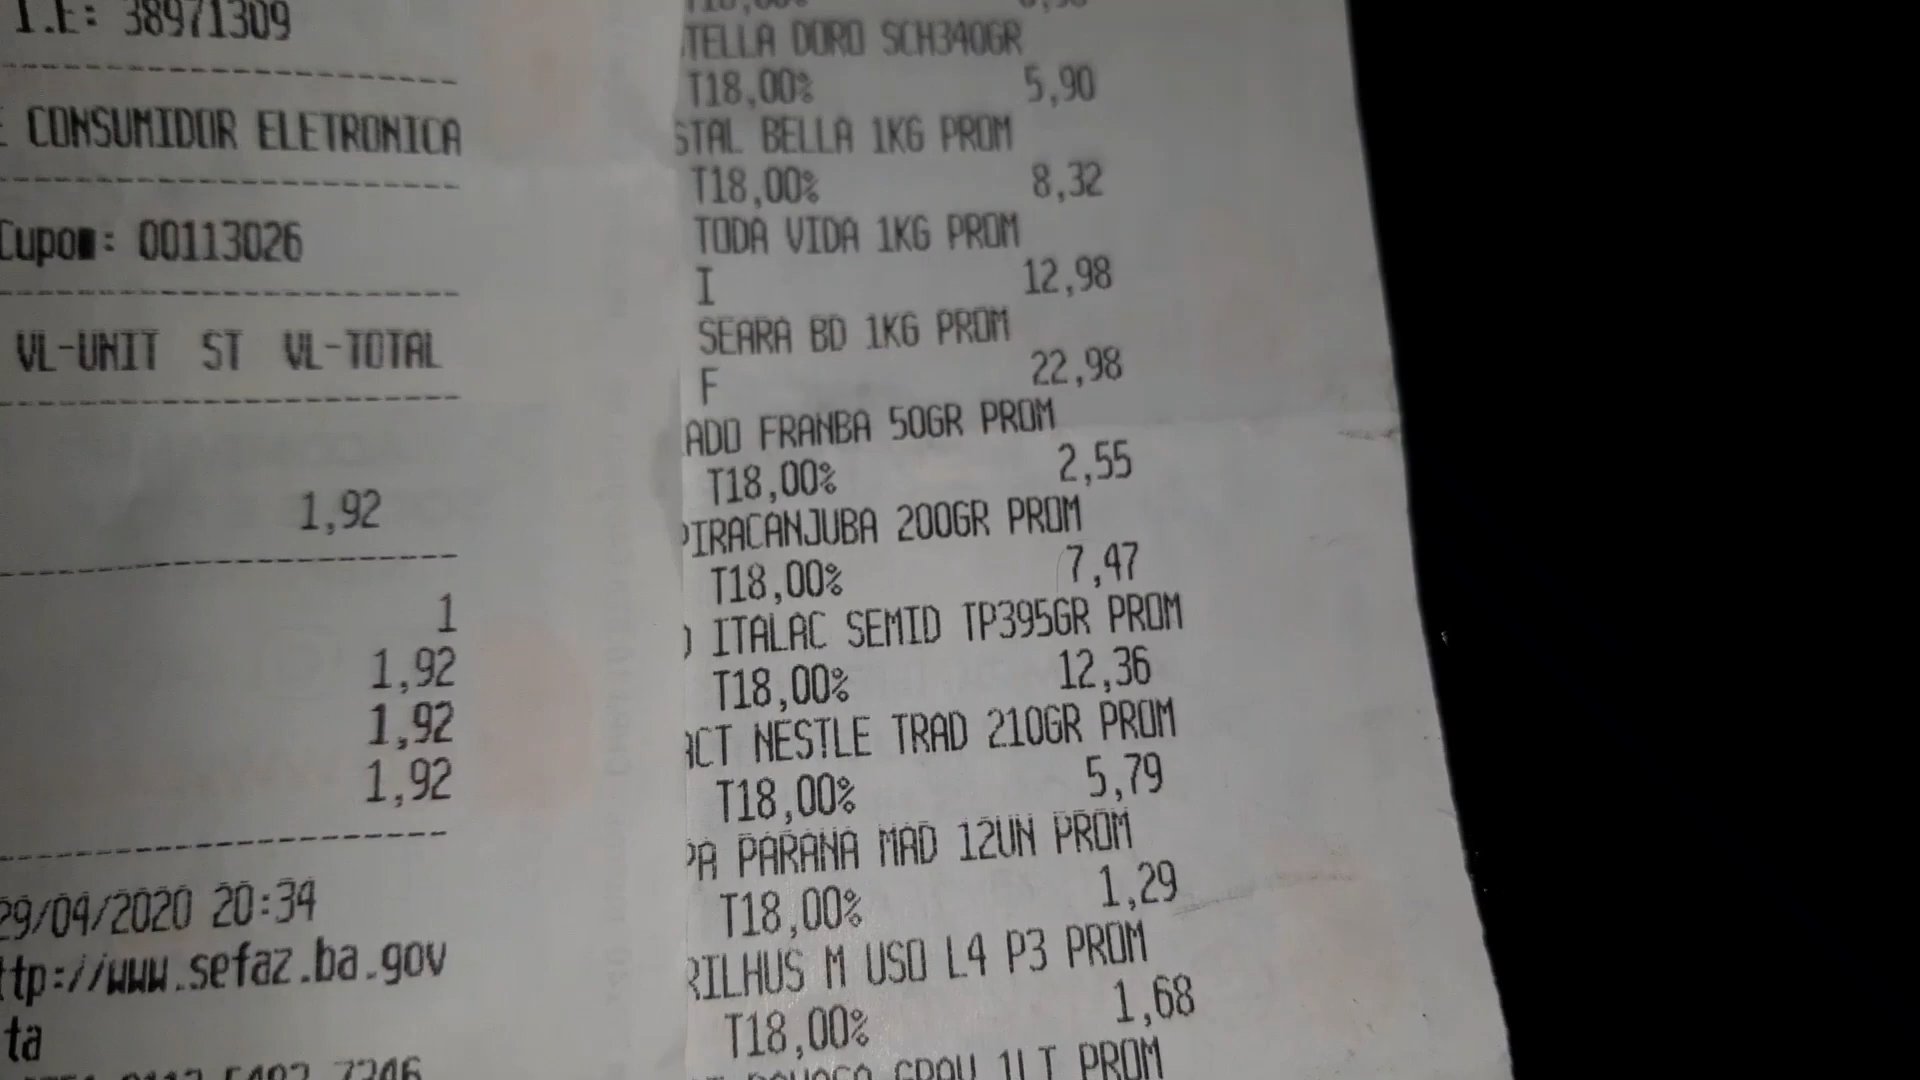 I.E: 38971309
CONSUMIDOR ELETRONICA
Cupom: 00113026
VL-UNIT ST VL-TOTAL
1,92
1
1,92
1,92
1,92
29/04/2020 20:34
ttp://www.sefaz.ba.gov
ta
TELLA DORO SCH340GR
T18,00% 5,90
STAL BELLA 1KG PROM
T18,00% 8,32
TODA VIDA 1KG PROM
I 12,98
SEARA BD 1KG PROM
F 22,98
ADO FRANBA 50GR PROM
T18,00% 2,55
PIRACANJUBA 200GR PROM
T18,00% 7,47
ITALAC SEMID TP395GR PROM
T18,00% 12,36
ACT NESTLE TRAD 210GR PROM
T18,00% 5,79
PA PARANA MAD 12UN PROM
T18,00% 1,29
RILHUS M USO L4 P3 PROM
T18,00% 1,68
1LT PROM